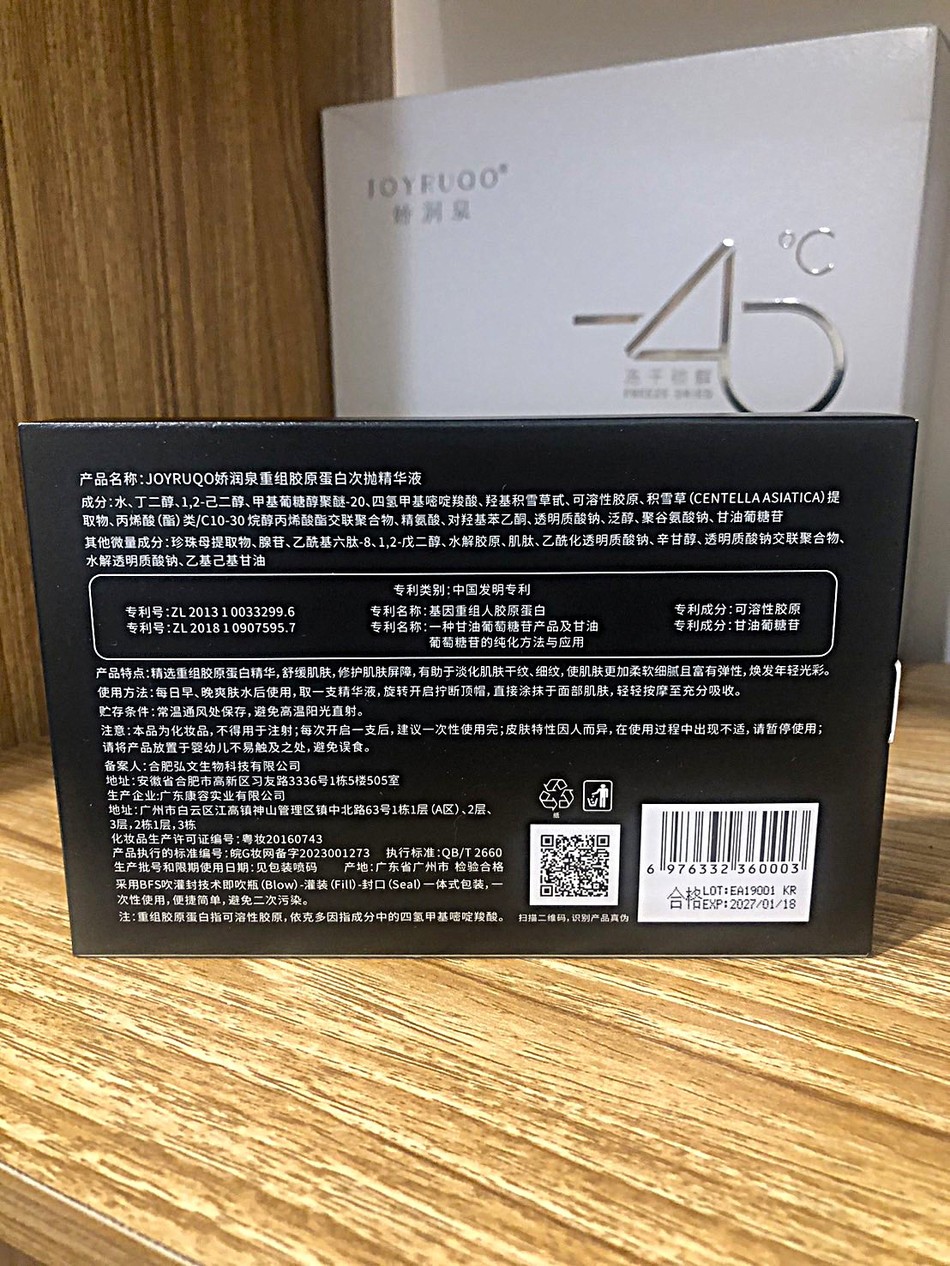 JOYRUQO®
娇润泉
-45℃
FREEZE DRIED
产品名称:JOYRUQO娇润泉重组胶原蛋白次抛精华液
成分:水、丁二醇、1,2-己二醇、甲基葡糖醇聚醚-20、四氢甲基嘧啶羧酸、羟基积雪草甙、可溶性胶原、积雪草(CENTELLA ASIATICA)提
取物、丙烯酸(酯)类/C10-30 烷醇丙烯酸酯交联聚合物、精氨酸、对羟基苯乙酮、透明质酸钠、泛醇、聚谷氨酸钠、甘油葡糖苷
其他微量成分:珍珠母提取物、腺苷、乙酰基六肽-8、1,2-戊二醇、水解胶原、肌肽、乙酰化透明质酸钠、辛甘醇、透明质酸钠交联聚合物、
水解透明质酸钠、乙基己基甘油
专利类别:中国发明专利
专利号:ZL 2013 1 0033299.6 专利名称:基因重组人胶原蛋白 专利成分:可溶性胶原
专利号:ZL 2018 1 0907595.7 专利名称:一种甘油葡萄糖苷产品及甘油 专利成分:甘油葡糖苷
葡萄糖苷的纯化方法与应用
产品特点:精选重组胶原蛋白精华,舒缓肌肤,修护肌肤屏障,有助于淡化肌肤干纹、细纹,使肌肤更加柔软细腻且富有弹性,焕发年轻光彩。
使用方法:每日早、晚爽肤水后使用,取一支精华液,旋转开启拧断顶帽,直接涂抹于面部肌肤,轻轻按摩至充分吸收。
贮存条件:常温通风处保存,避免高温阳光直射。
注意:本品为化妆品,不得用于注射;每次开启一支后,建议一次性使用完;皮肤特性因人而异,在使用过程中出现不适,请暂停使用;
请将产品放置于婴幼儿不易触及之处,避免误食。
备案人:合肥弘文生物科技有限公司
地址:安徽省合肥市高新区习友路3336号1栋5楼505室
生产企业:广东康容实业有限公司
地址:广州市白云区江高镇神山管理区镇中北路63号1栋1层(A区)、2层、
3层,2栋1层,3栋
化妆品生产许可证编号:粤妆20160743
产品执行的标准编号:皖G妆网备字2023001273 执行标准:QB/T 2660
生产批号和限期使用日期:见包装喷码 产地:广东省广州市 检验合格
采用BFS吹灌封技术即吹瓶(Blow)-灌装(Fill)-封口(Seal)一体式包装,一
次性使用,便捷简单,避免二次污染。
注:重组胶原蛋白指可溶性胶原,依克多因指成分中的四氢甲基嘧啶羧酸。
纸
扫描二维码,识别产品真伪
6 976332 360003
合格 LOT:EA19001 KR
EXP:2027/01/18